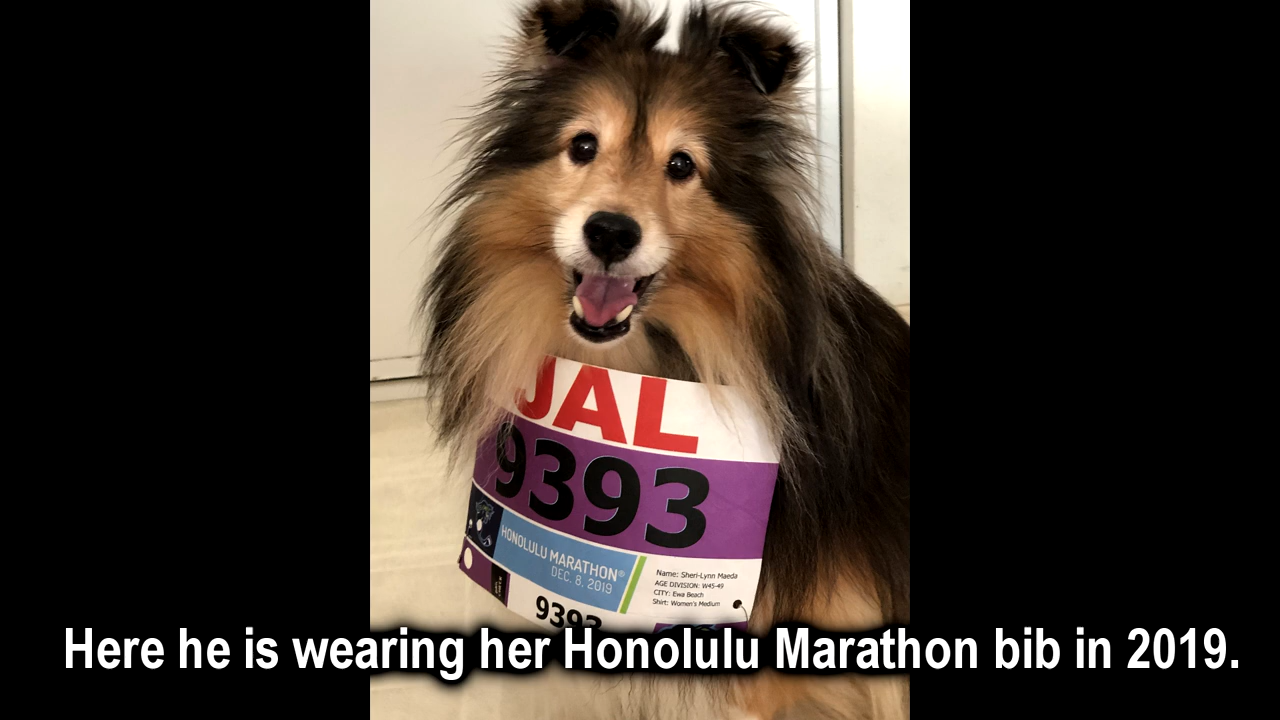 JAL
9393
HONOLULU MARATHON®
DEC. 8, 2019
Name: Sheri-Lynn Maeda
AGE DIVISION: W45-49
CITY: Ewa Beach
Shirt: Women's Medium
9393
Here he is wearing her Honolulu Marathon bib in 2019.